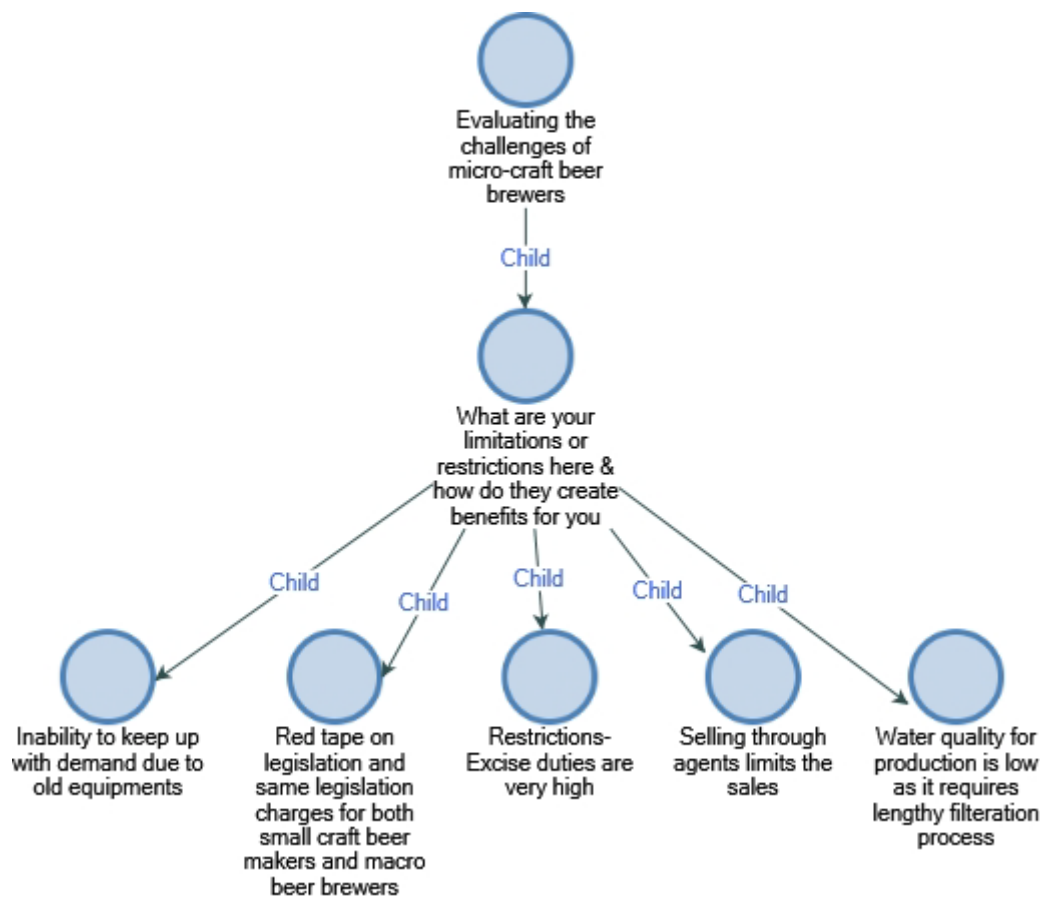 Evaluating the
challenges of
micro-craft beer
brewers
Child
What are your
limitations or
restrictions here &
how do they create
benefits for you
Child
Child
Child
Child
Child
Inability to keep up
with demand due to
old equipments
Red tape on
legislation and
same legislation
charges for both
small craft beer
makers and macro
beer brewers
Restrictions-
Excise duties are
very high
Selling through
agents limits the
sales
Water quality for
production is low
as it requires
lengthy filteration
process